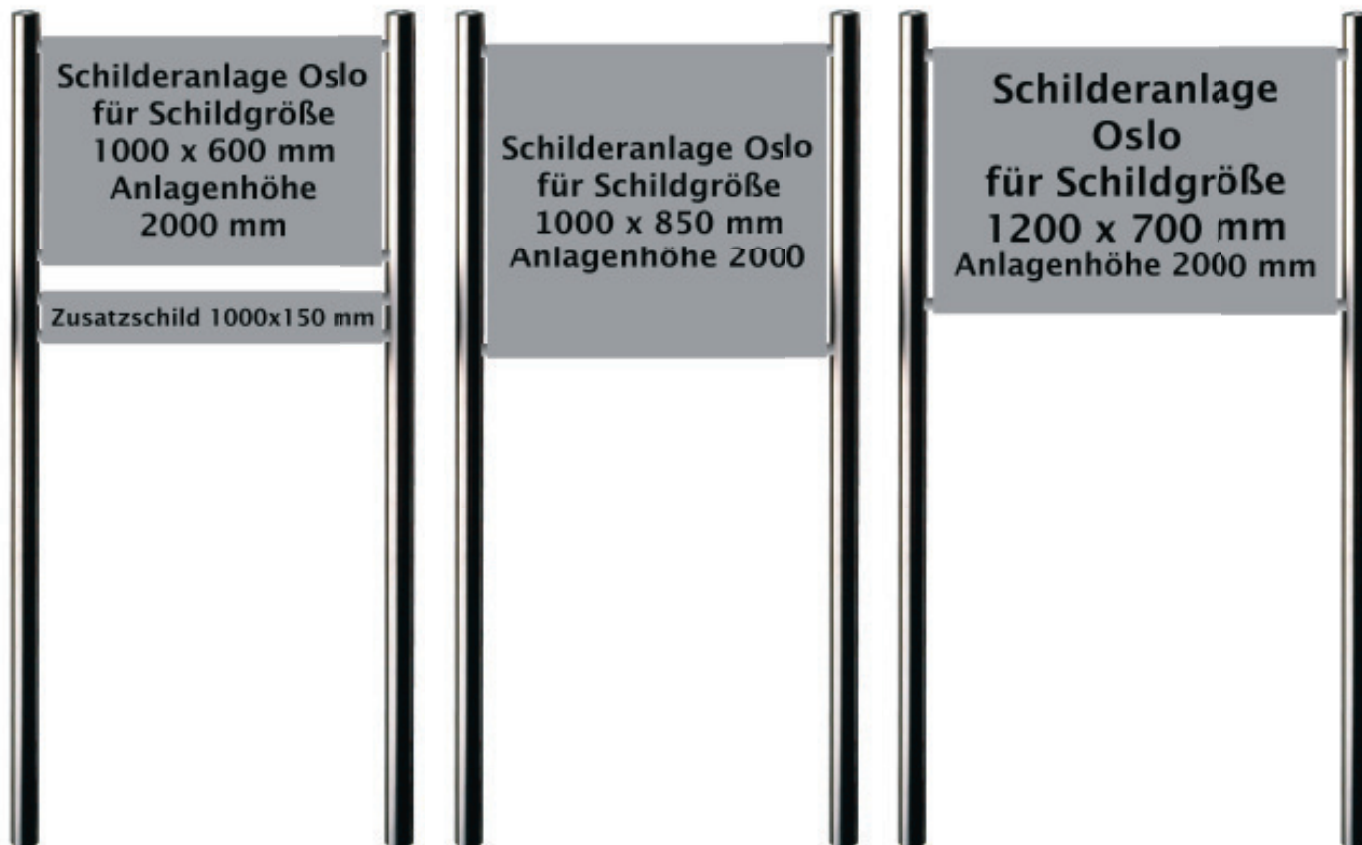 Schilderanlage Oslo
für Schildgröße
1000 x 600 mm
Anlagenhöhe
2000 mm
Zusatzschild 1000x150 mm
Schilderanlage Oslo
für Schildgröße
1000 x 850 mm
Anlagenhöhe 2000
Schilderanlage
Oslo
für Schildgröße
1200 x 700 mm
Anlagenhöhe 2000 mm